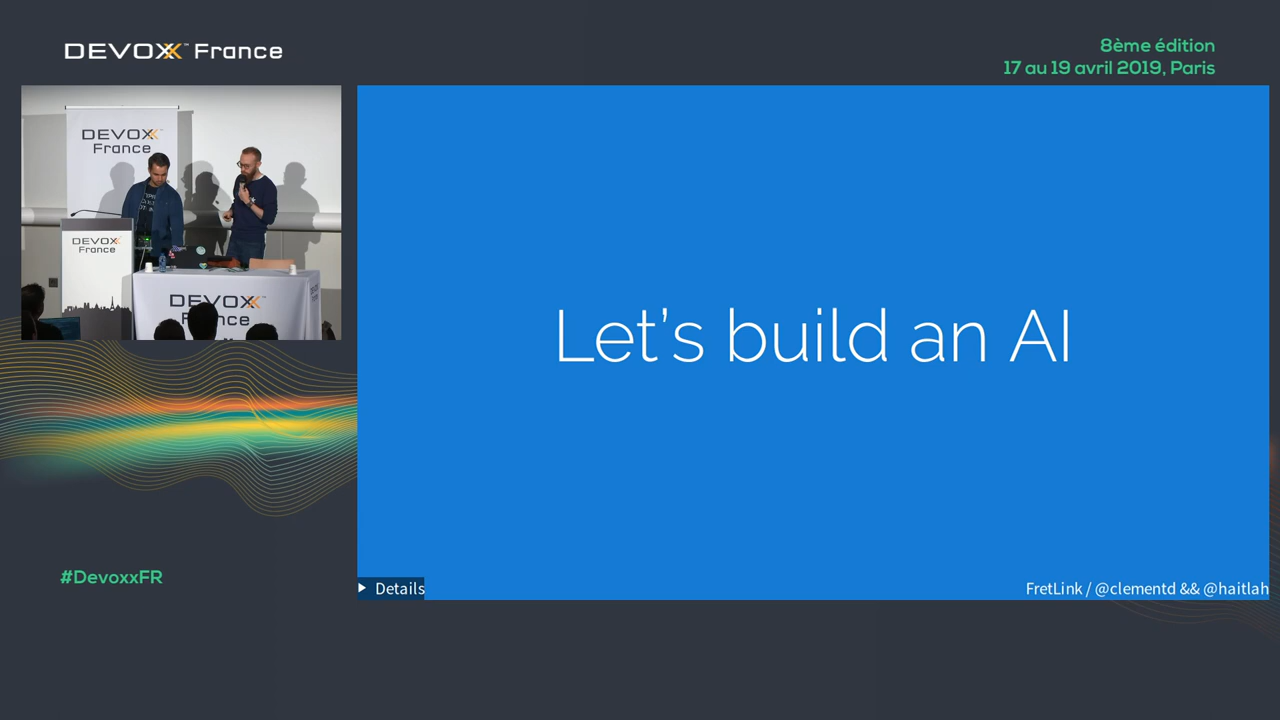 DEVOXX France
8ème édition
17 au 19 avril 2019, Paris
DEVOXX
France
DEVOXX
France
DEVOXX
France
Let's build an AI
Details
FretLink / @clementd && @haitlah
#DevoxxFR